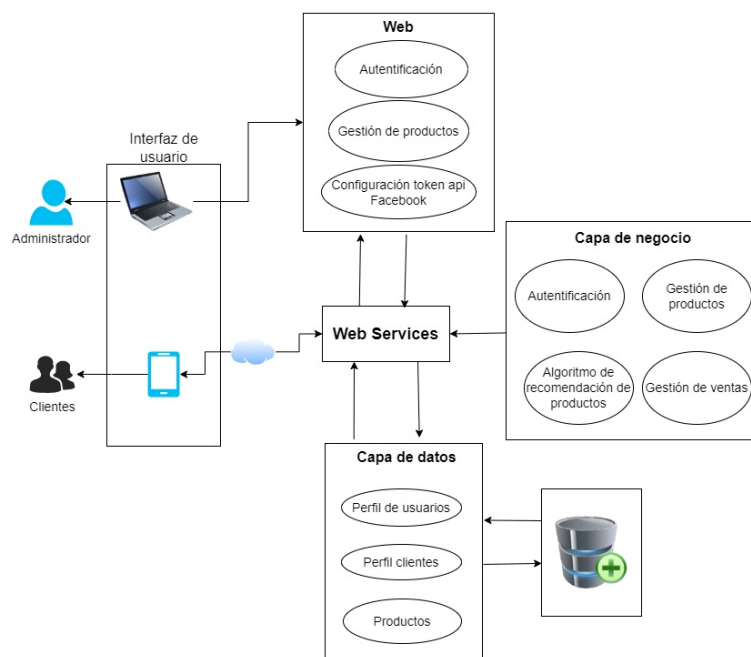 Web
Autentificación
Gestión de productos
Configuración token api
Facebook
Interfaz de
usuario
Administrador
Clientes
Web Services
Capa de negocio
Autentificación
Gestión de
productos
Algoritmo de
recomendación de
productos
Gestión de ventas
Capa de datos
Perfil de usuarios
Perfil clientes
Productos